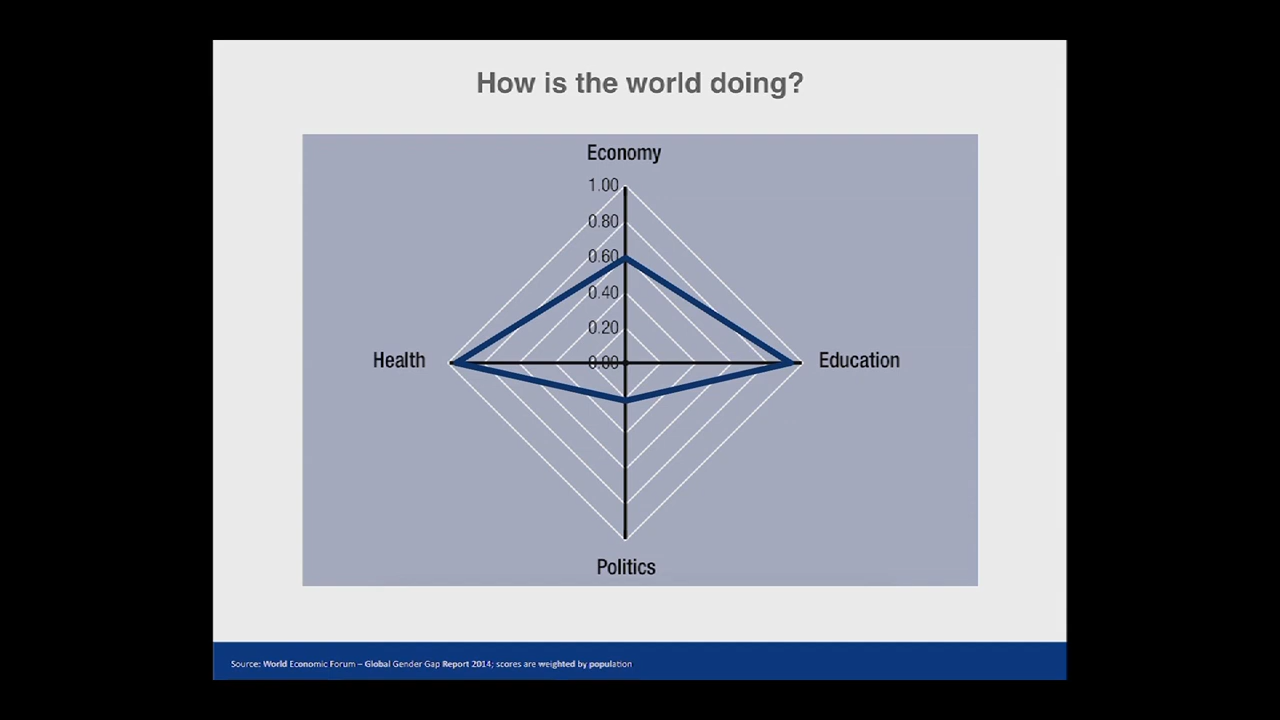 How is the world doing?
Economy
1.00
0.80
0.60
0.40
0.20
0.00
Health
Education
Politics
Source: World Economic Forum – Global Gender Gap Report 2014; scores are weighted by population